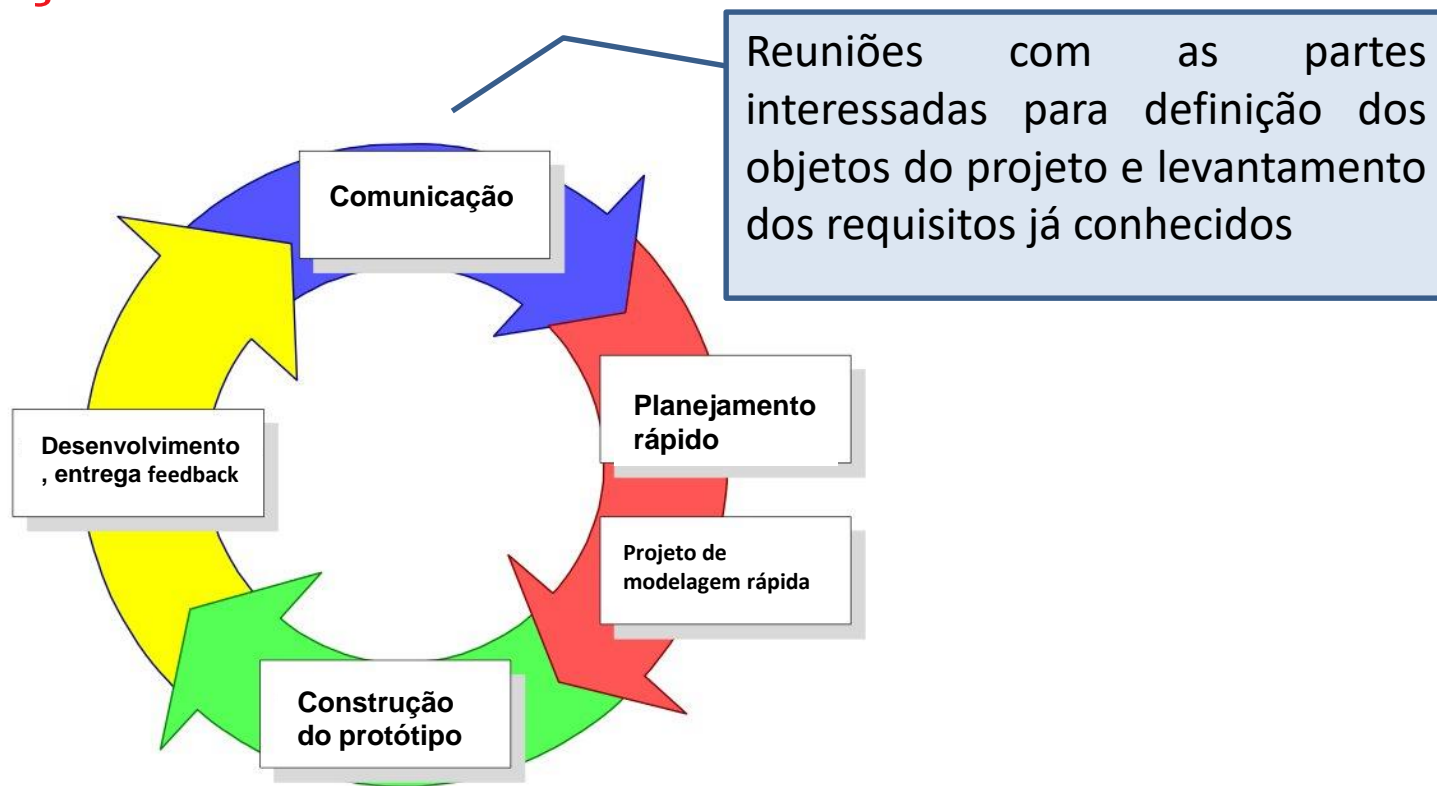 Reuniões com as partes
interessadas para definição dos
objetos do projeto e levantamento
dos requisitos já conhecidos
Comunicação
Planejamento
rápido
Desenvolvimento
, entrega feedback
Projeto de
modelagem rápida
Construção
do protótipo